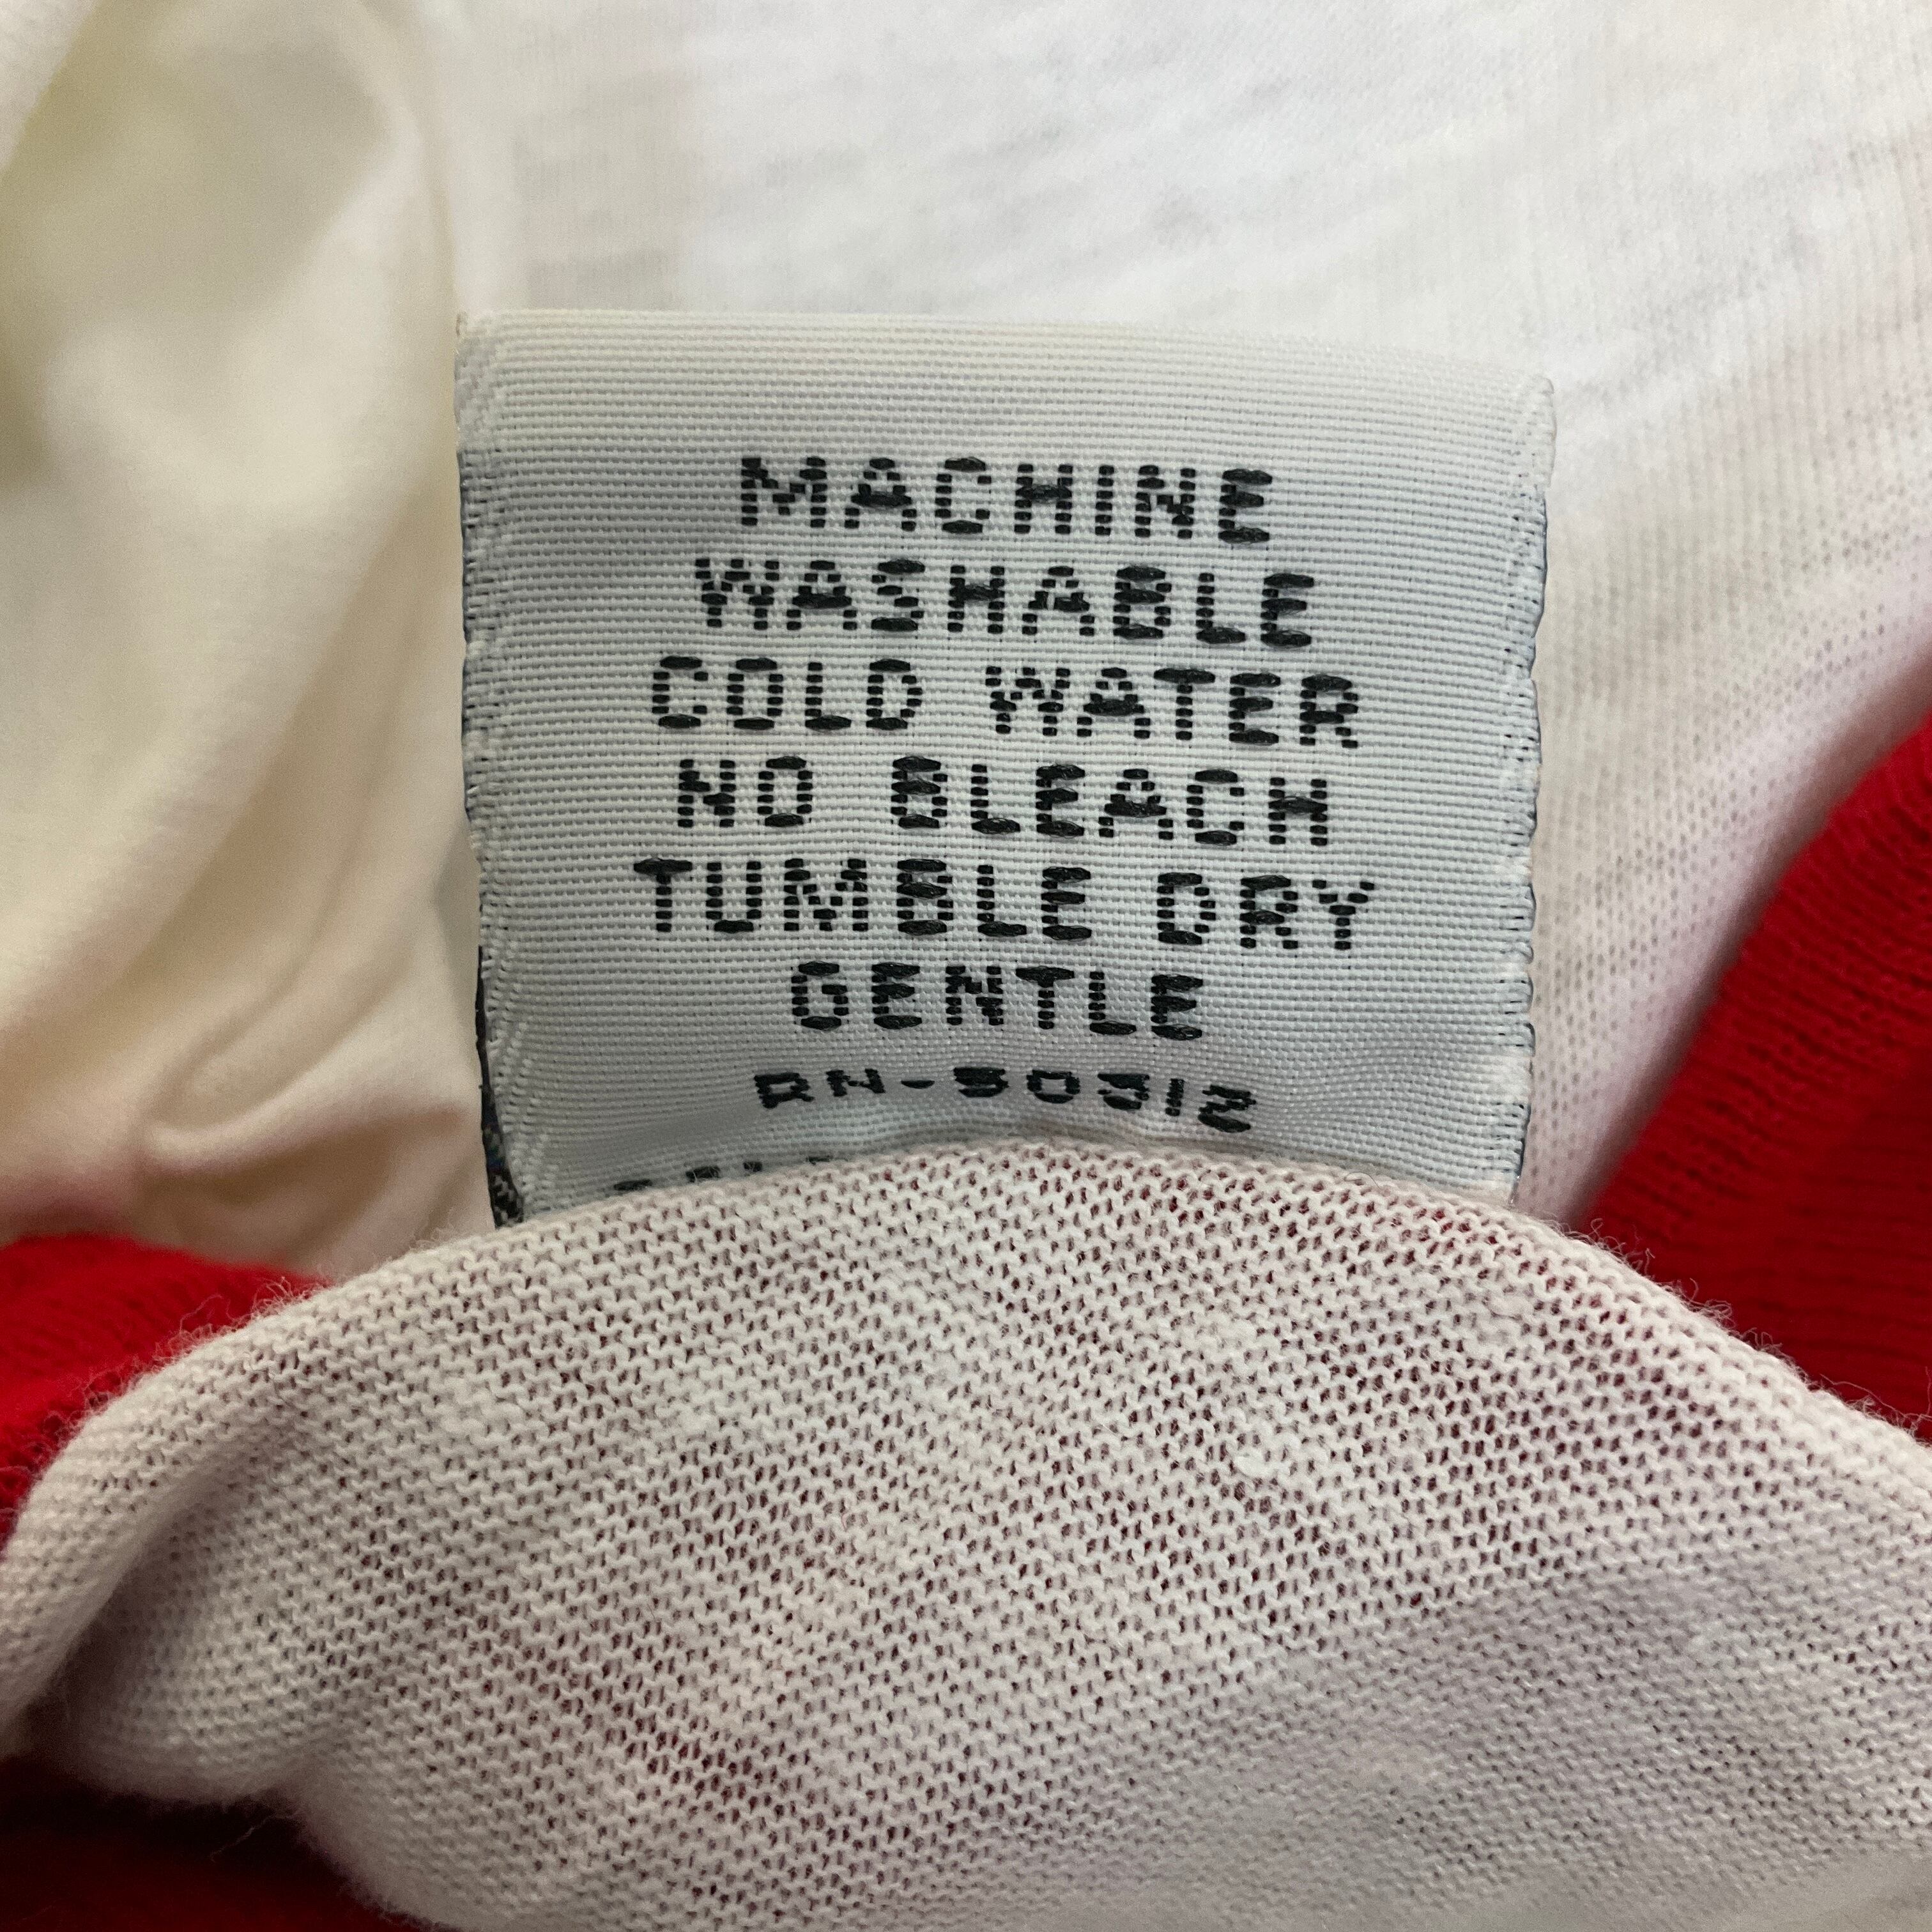 MACHINE
WASHABLE
COLD WATER
NO BLEACH
TUMBLE DRY
GENTLE
RN-50312